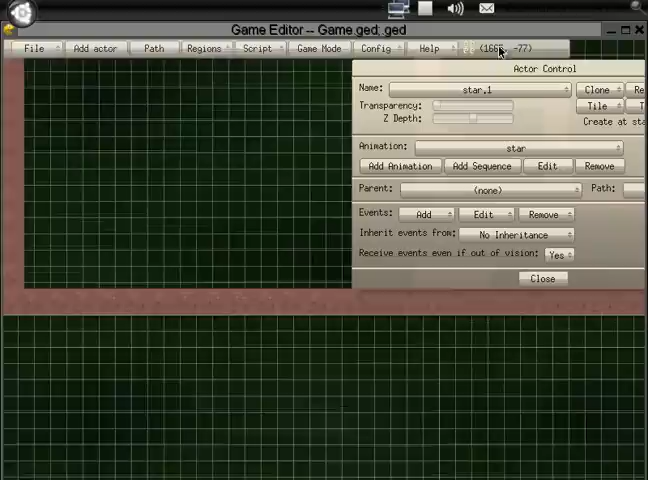 Game Editor -- Game.ged;.ged
File Add actor Path Regions Script Game Mode Config Help -77)
Actor Control
Name: star.1 Clone Re
Transparency: Tile T
Z Depth: Create at sta
Animation: star
Add Animation Add Sequence Edit Remove
Parent: (none) Path:
Events: Add Edit Remove
Inherit events from: No Inheritance
Receive events even if out of vision: Yes
Close